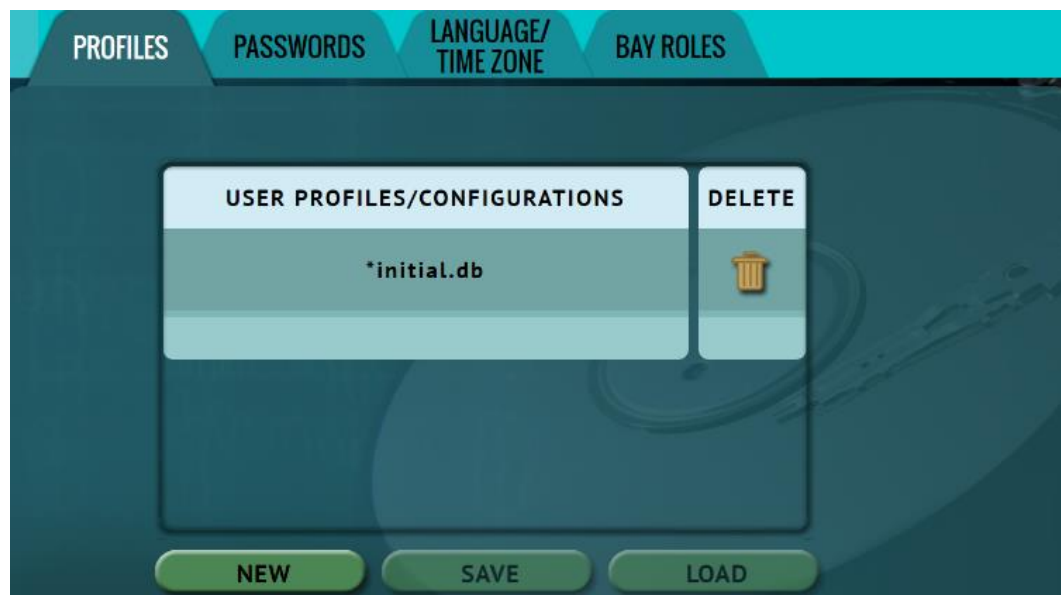 PROFILES
PASSWORDS
LANGUAGE/
TIME ZONE
BAY ROLES
USER PROFILES/CONFIGURATIONS
DELETE
*initial.db
NEW
SAVE
LOAD